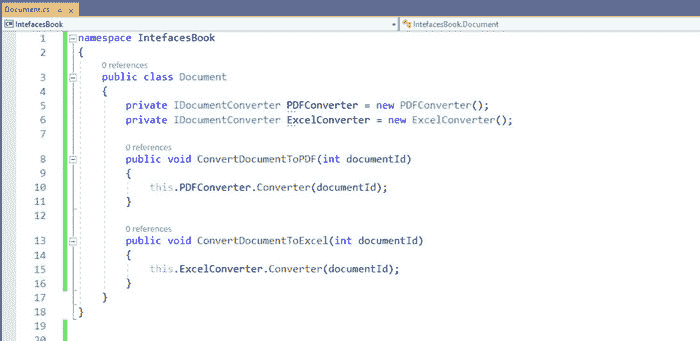 Document.cs
IntefacesBook IntefacesBook.Document
1 namespace IntefacesBook
2 {
0 references
3 public class Document
4 {
5 private IDocumentConverter PDFConverter = new PDFConverter();
6 private IDocumentConverter ExcelConverter = new ExcelConverter();
7
0 references
8 public void ConvertDocumentToPDF(int documentId)
9 {
10 this.PDFConverter.Converter(documentId);
11 }
12
0 references
13 public void ConvertDocumentToExcel(int documentId)
14 {
15 this.ExcelConverter.Converter(documentId);
16 }
17 }
18 }
19
20